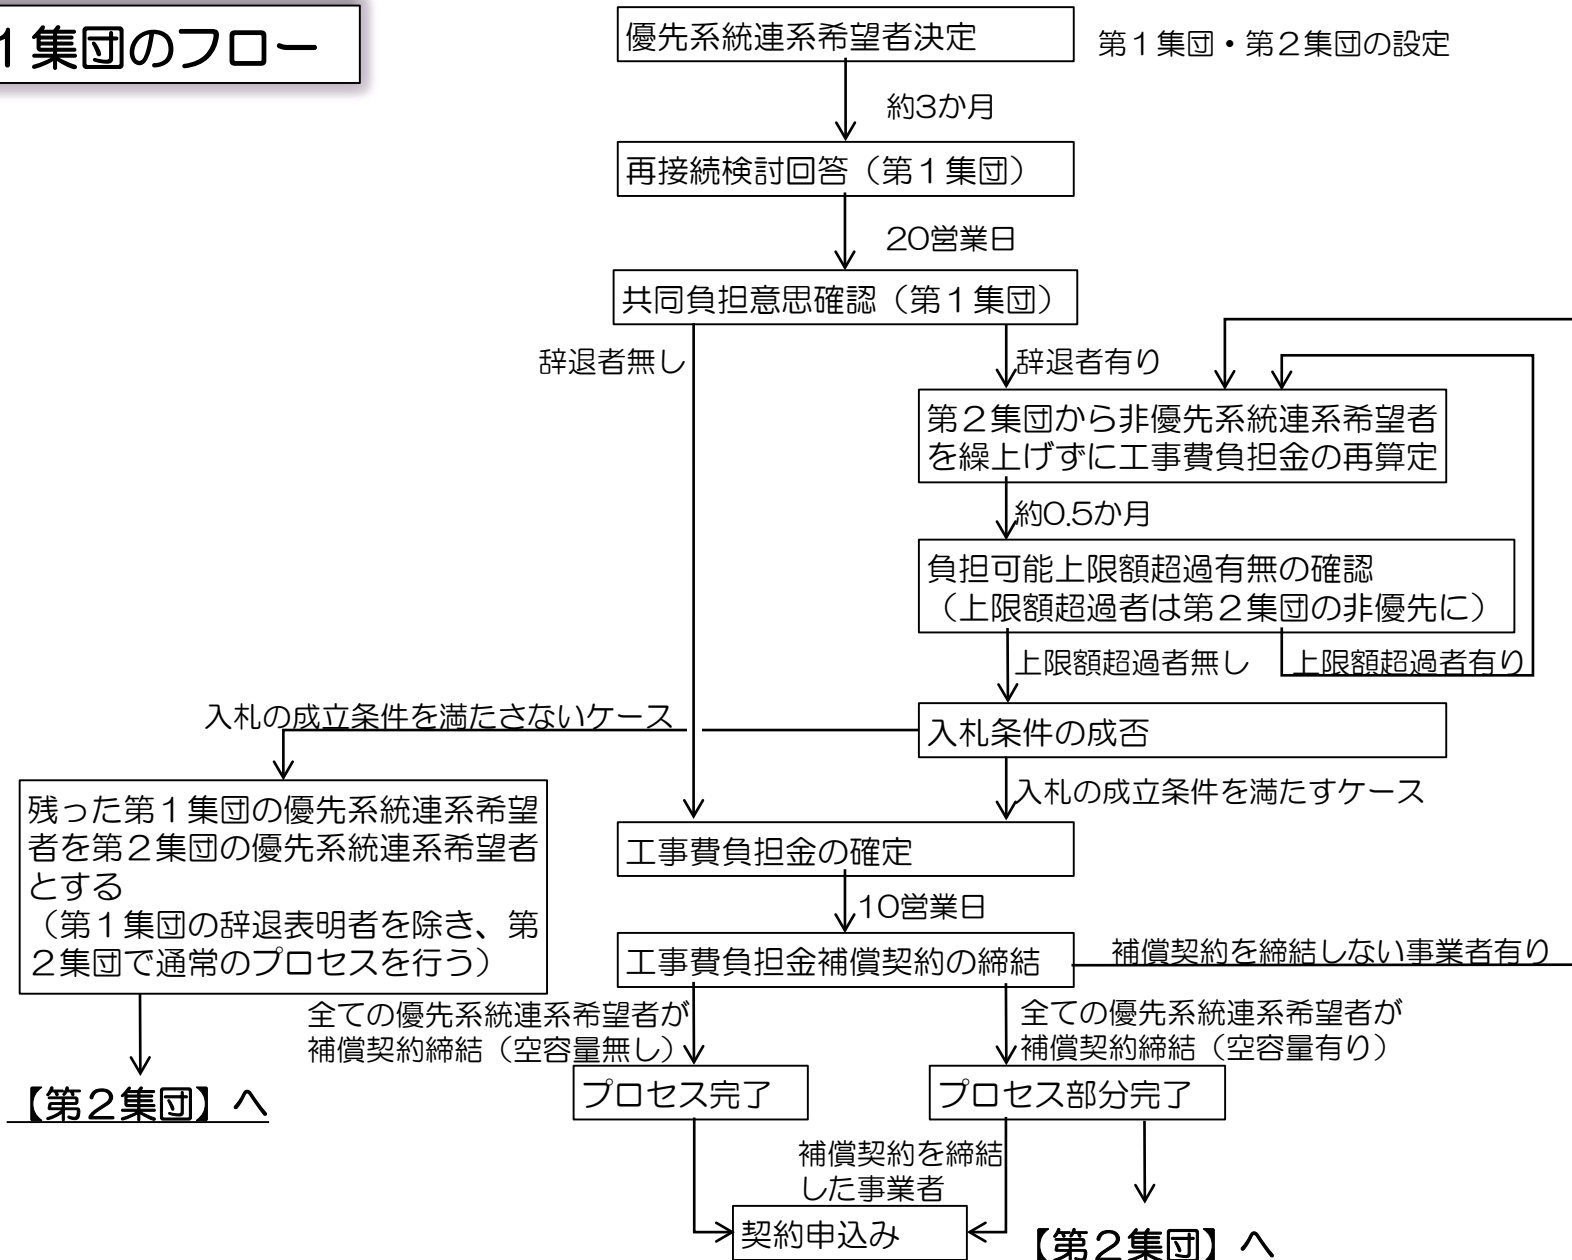 １集団のフロー
優先系統連系希望者決定
第１集団・第２集団の設定
約3か月
再接続検討回答（第１集団）
20営業日
共同負担意思確認（第１集団）
辞退者無し
辞退者有り
第２集団から非優先系統連系希望者
を繰上げずに工事費負担金の再算定
約0.5か月
負担可能上限額超過有無の確認
（上限額超過者は第２集団の非優先に）
上限額超過者無し
上限額超過者有り
入札の成立条件を満たさないケース
入札条件の成否
入札の成立条件を満たすケース
残った第１集団の優先系統連系希望
者を第２集団の優先系統連系希望者
とする
（第１集団の辞退表明者を除き、第
２集団で通常のプロセスを行う）
工事費負担金の確定
10営業日
工事費負担金補償契約の締結
補償契約を締結しない事業者有り
全ての優先系統連系希望者が
補償契約締結（空容量無し）
全ての優先系統連系希望者が
補償契約締結（空容量有り）
【第２集団】へ
プロセス完了
プロセス部分完了
補償契約を締結
した事業者
契約申込み
【第２集団】へ